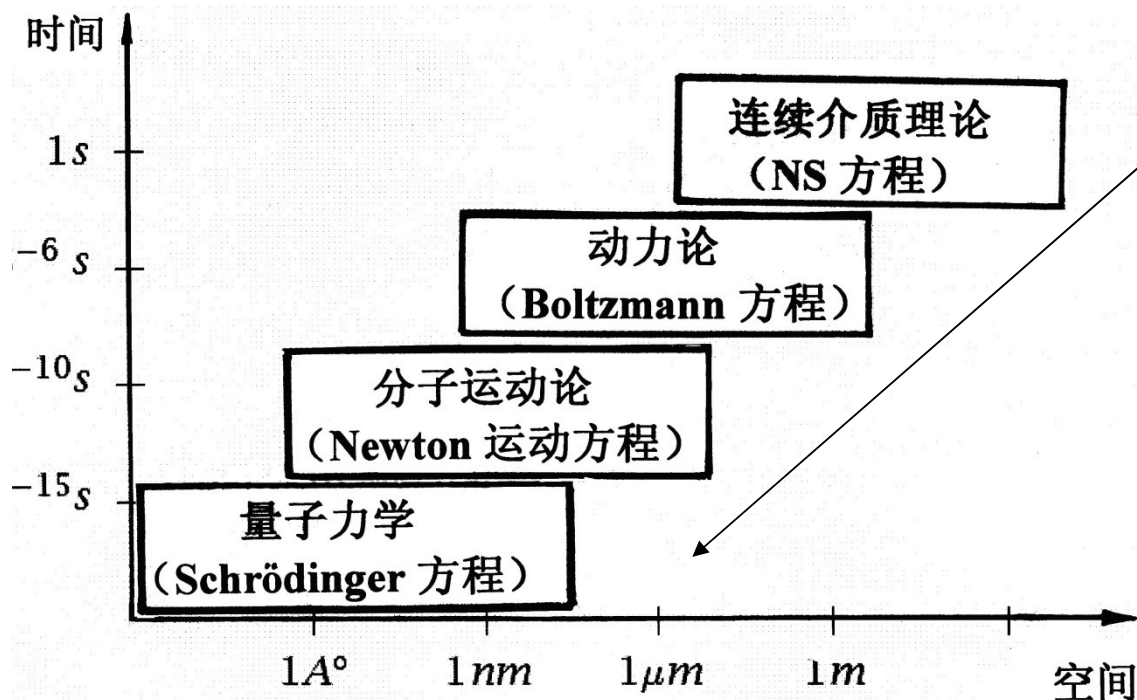 时间
连续介质理论
（NS 方程）
1s
动力论
（Boltzmann 方程）
−6 s
分子运动论
（Newton 运动方程）
−10s
量子力学
（Schrödinger 方程）
−15s
1A° 1nm 1μm 1m 空间